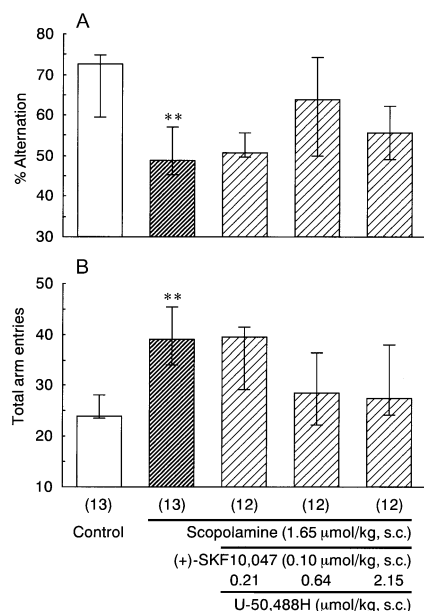 A
80
70
60
50
40
30
% Alternation
**
B
50
40
30
20
10
Total arm entries
**
(13) (13) (12) (12) (12)
Control
Scopolamine (1.65 μmol/kg, s.c.)
(+)-SKF10,047 (0.10 μmol/kg, s.c.)
0.21 0.64 2.15
U-50,488H (μmol/kg, s.c.)